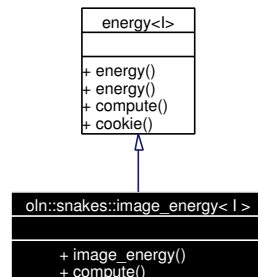 energy<I>
+ energy()
+ energy()
+ compute()
+ cookie()
oln::snakes::image_energy< I >
+ image_energy()
+ compute()